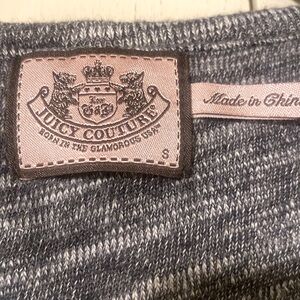 JUICY COUTURE
BORN IN THE GLAMOROUS USA
S
Made in Chin